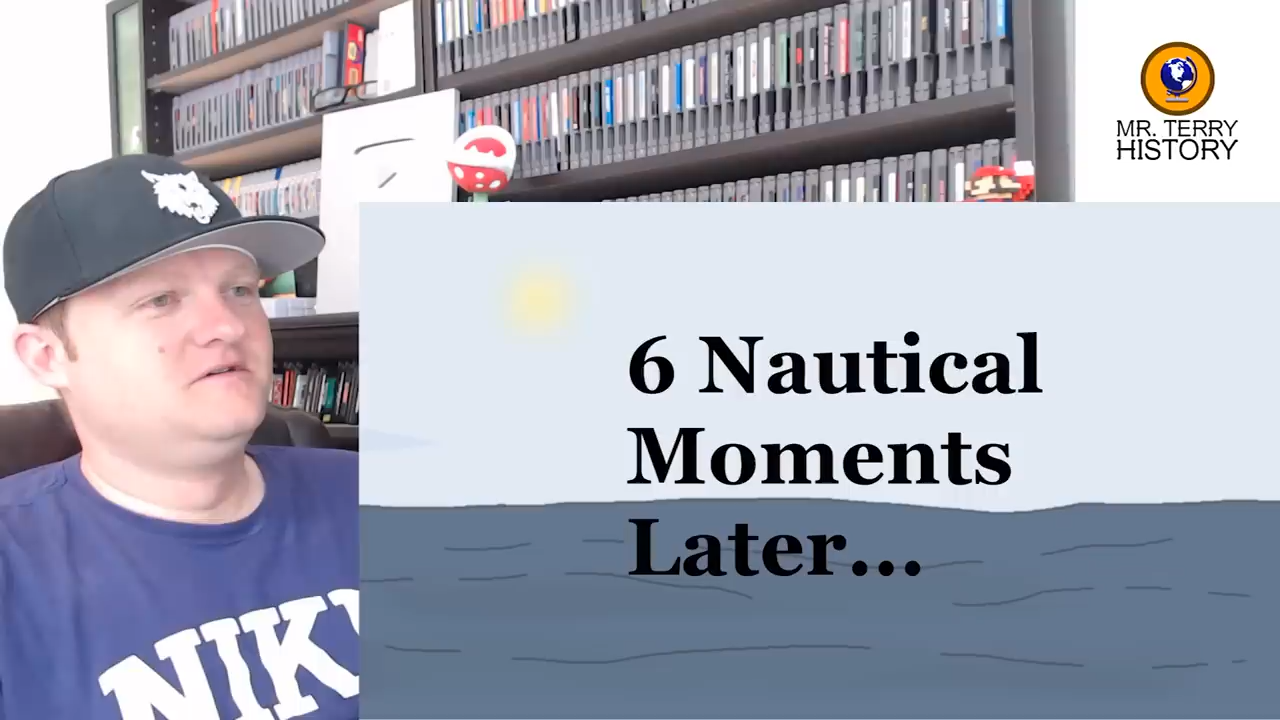 MR. TERRY
HISTORY
6 Nautical
Moments
Later...
NIK